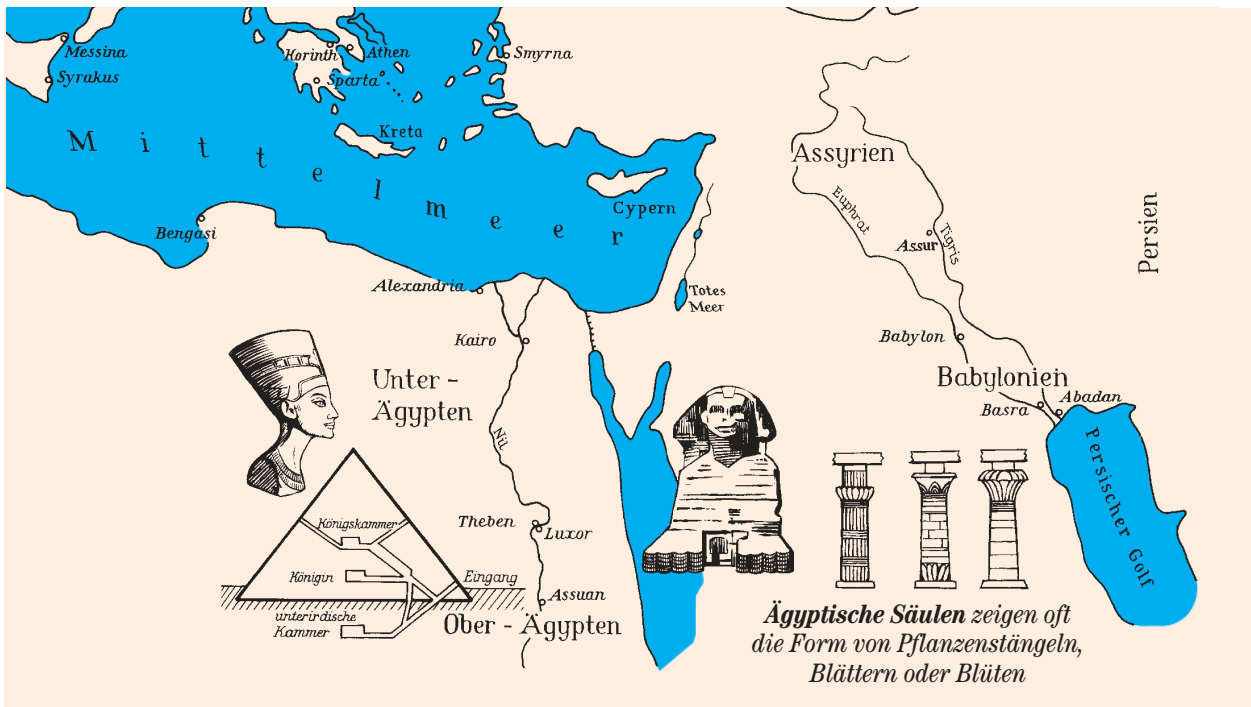 Messina
Syrakus
Korinth
Athen
Sparta
Smyrna
Kreta
Mittelmeer
Cypern
Bengasi
Alexandria
Kairo
Totes
Meer
Assyrien
Euphrat
Tigris
Assur
Persien
Babylon
Babylonien
Basra
Abadan
Persischer Golf
Unter -
Ägypten
Nil
Theben
Luxor
Assuan
Ober - Ägypten
Königskammer
Königin
Eingang
unterirdische
Kammer
Ägyptische Säulen zeigen oft
die Form von Pflanzenstängeln,
Blättern oder Blüten